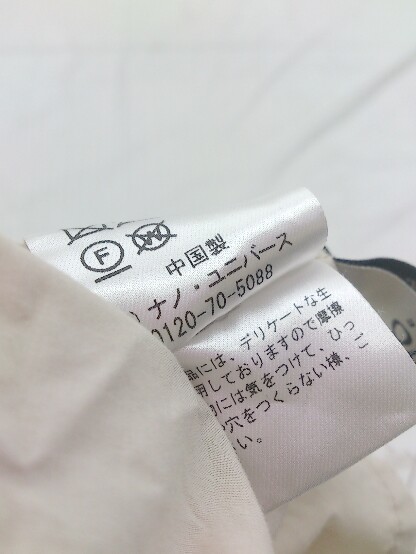 F
W
中国製
) ナノ・ユニバース
0120-70-5088
品には、デリケートな生
用しておりますので摩擦
には気をつけて、ひっ
穴をつくらない様、ご
い。